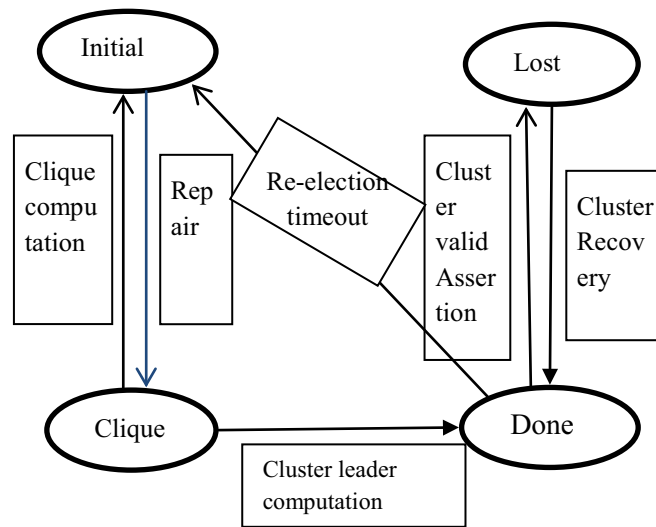 Initial
Lost
Clique
compu
tation
Rep
air
Re-election
timeout
Clust
er
valid
Asser
tion
Cluster
Recov
ery
Clique
Done
Cluster leader
computation